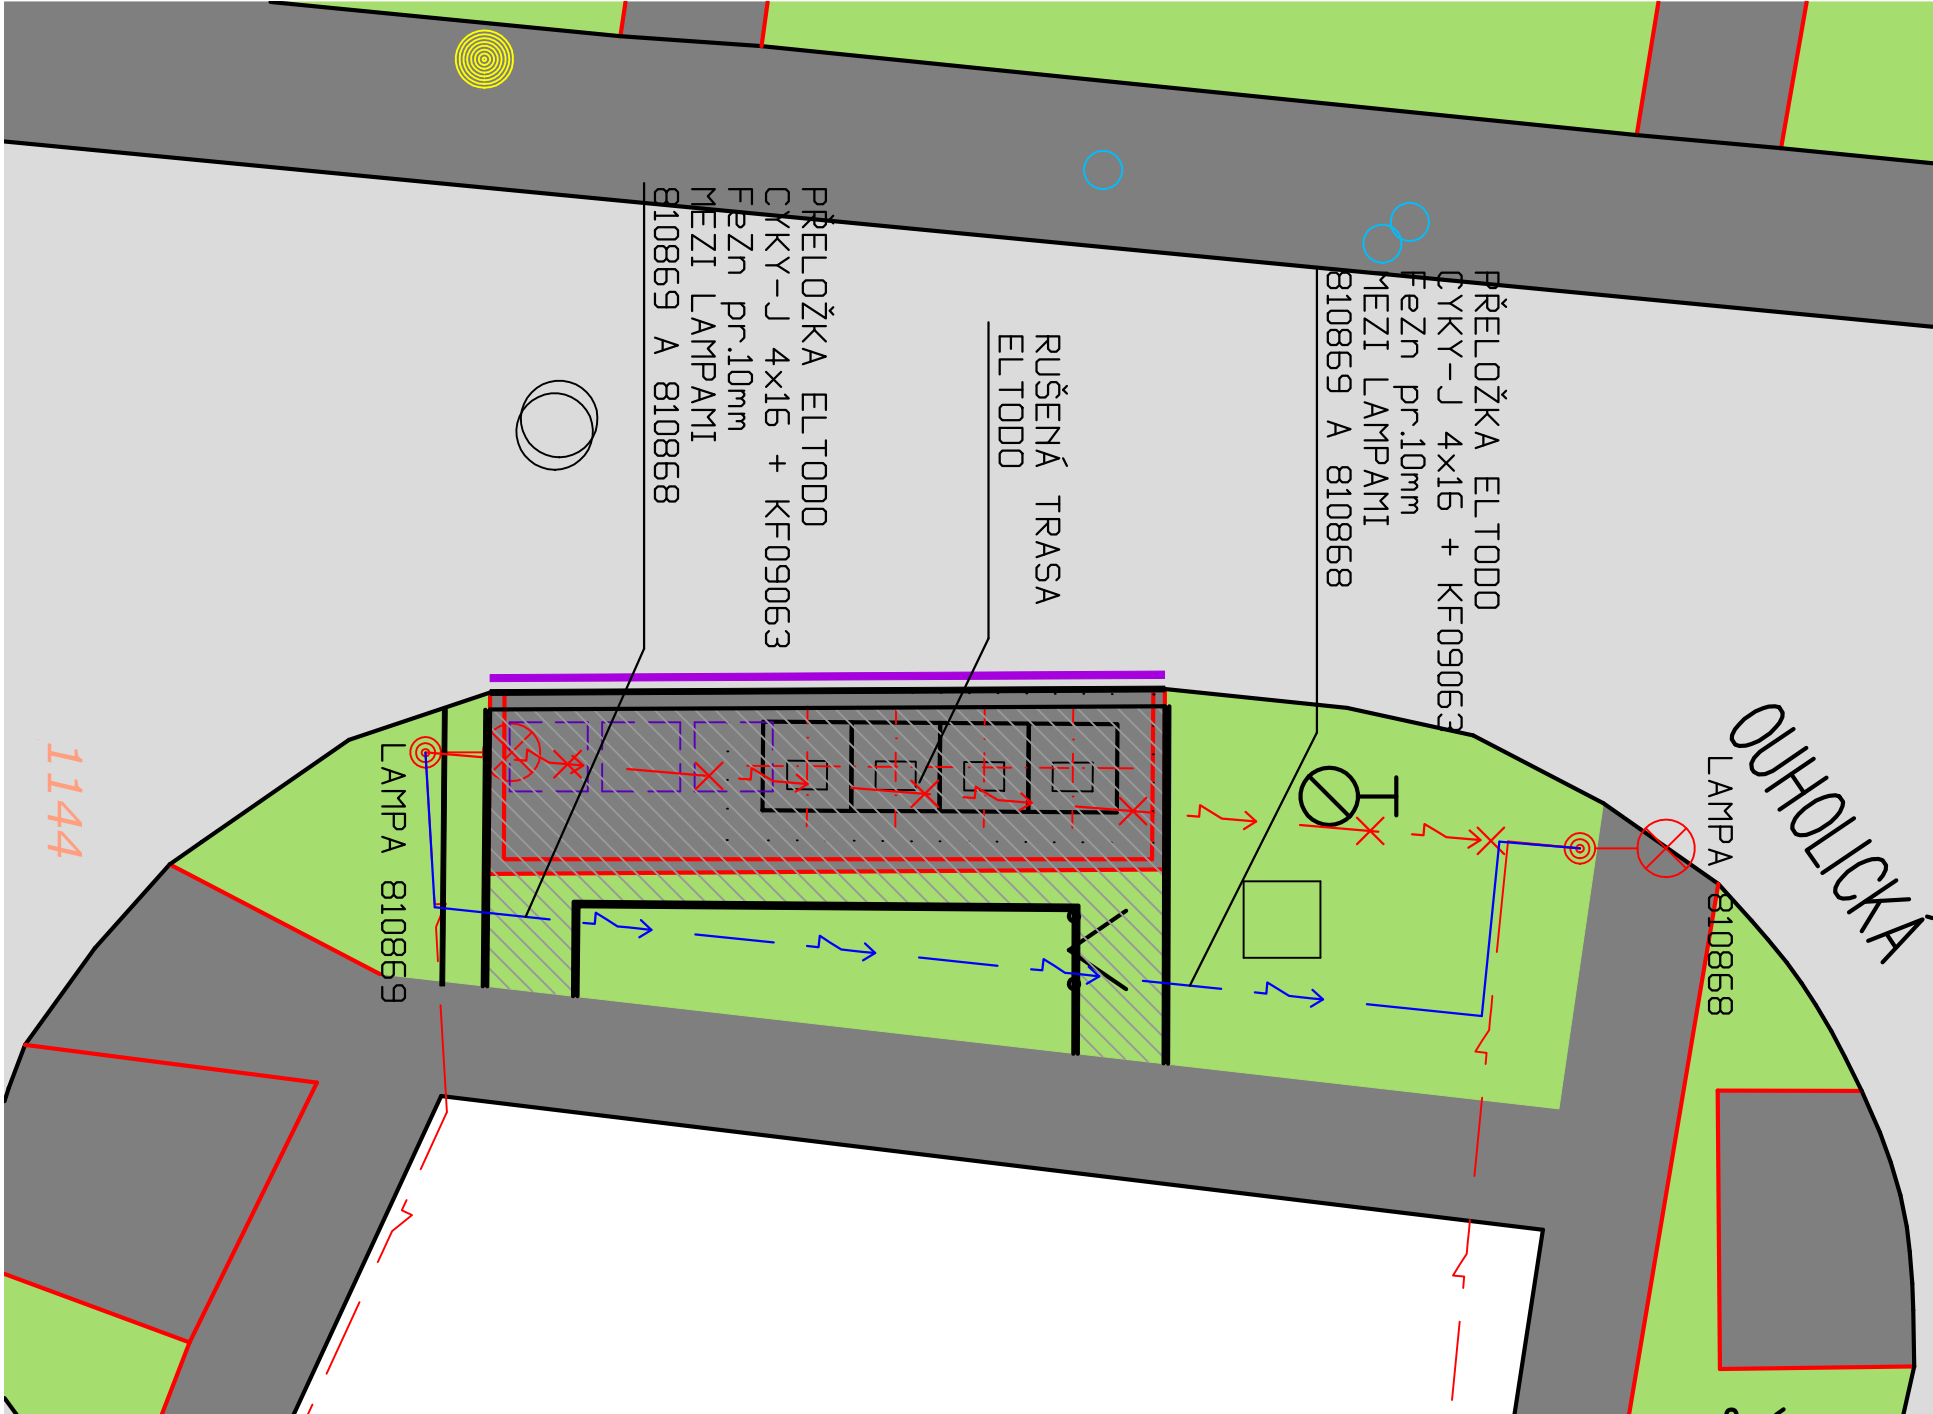 PŘELOŽKA ELTODO
CYKY-J 4x16 + KF09063
FeZn pr.10mm
MEZI LAMPAMI
810869 A 810868
RUŠENÁ TRASA
ELTODO
PŘELOŽKA ELTODO
CYKY-J 4x16 + KF09063
FeZn pr.10mm
MEZI LAMPAMI
810869 A 810868
OUHOLICKÁ
LAMPA 810868
LAMPA 810869
1144